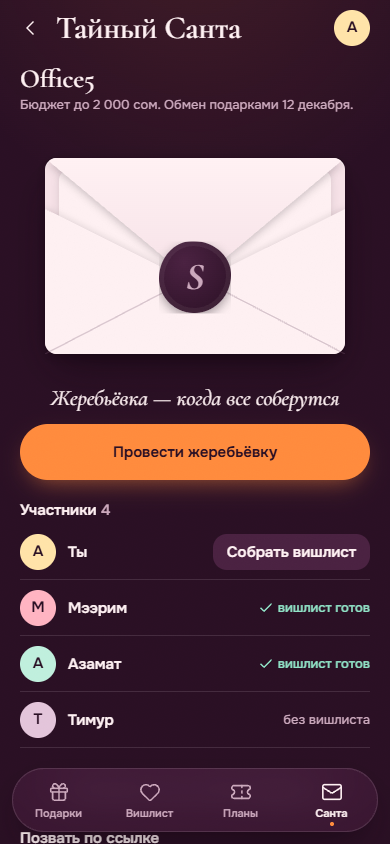 Тайный Санта
А
Office5
Бюджет до 2 000 сом. Обмен подарками 12 декабря.
S
Жеребьёвка — когда все соберутся
Провести жеребьёвку
Участники 4
А Ты Собрать вишлист
М Мээрим вишлист готов
А Азамат вишлист готов
Т Тимур без вишлиста
Подарки Вишлист Планы Санта
Позвать по ссылке